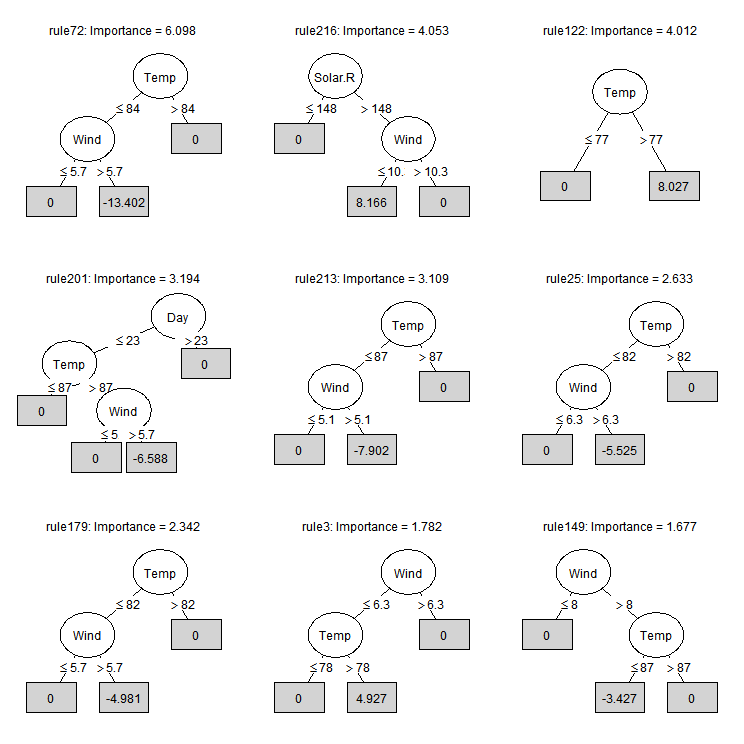 rule72: Importance = 6.098
Temp
≤ 84
> 84
Wind
0
≤ 5.7
> 5.7
0
-13.402
rule216: Importance = 4.053
Solar.R
≤ 148
> 148
0
Wind
≤ 10.
> 10.3
8.166
0
rule122: Importance = 4.012
Temp
≤ 77
> 77
0
8.027
rule201: Importance = 3.194
Day
≤ 23
> 23
Temp
0
≤ 87
> 87
0
Wind
≤ 5
> 5.7
0
-6.588
rule213: Importance = 3.109
Temp
≤ 87
> 87
Wind
0
≤ 5.1
> 5.1
0
-7.902
rule25: Importance = 2.633
Temp
≤ 82
> 82
Wind
0
≤ 6.3
> 6.3
0
-5.525
rule179: Importance = 2.342
Temp
≤ 82
> 82
Wind
0
≤ 5.7
> 5.7
0
-4.981
rule3: Importance = 1.782
Wind
≤ 6.3
> 6.3
Temp
0
≤ 78
> 78
0
4.927
rule149: Importance = 1.677
Wind
≤ 8
> 8
0
Temp
≤ 87
> 87
-3.427
0